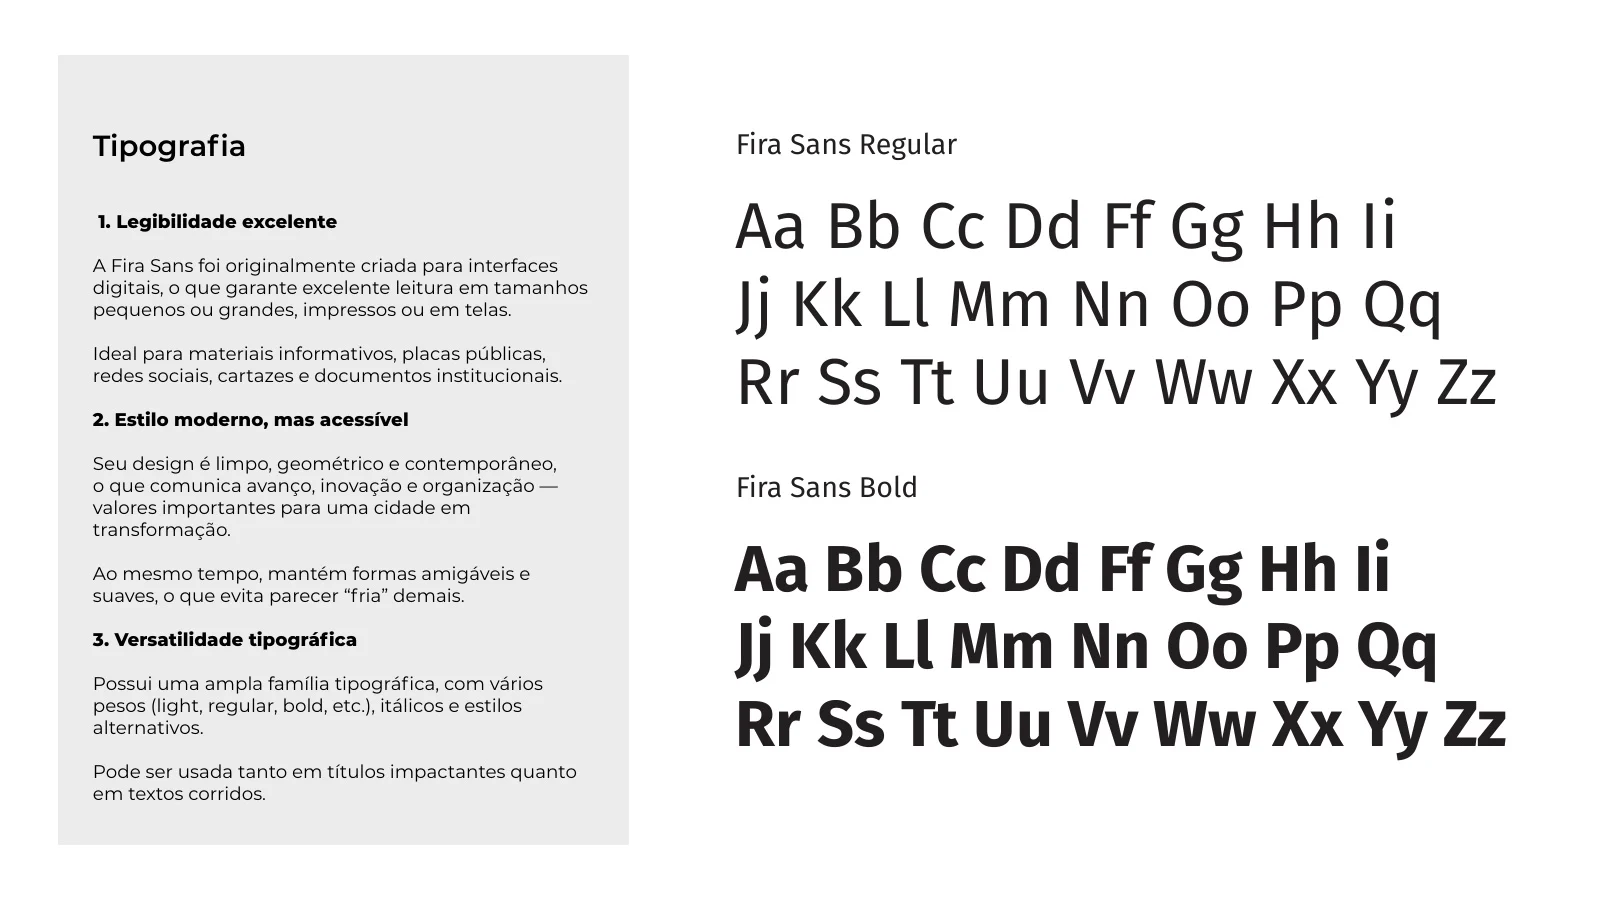 Tipografia
1. Legibilidade excelente
A Fira Sans foi originalmente criada para interfaces
digitais, o que garante excelente leitura em tamanhos
pequenos ou grandes, impressos ou em telas.
Ideal para materiais informativos, placas públicas,
redes sociais, cartazes e documentos institucionais.
2. Estilo moderno, mas acessível
Seu design é limpo, geométrico e contemporâneo,
o que comunica avanço, inovação e organização —
valores importantes para uma cidade em
transformação.
Ao mesmo tempo, mantém formas amigáveis e
suaves, o que evita parecer “fria” demais.
3. Versatilidade tipográfica
Possui uma ampla família tipográfica, com vários
pesos (light, regular, bold, etc.), itálicos e estilos
alternativos.
Pode ser usada tanto em títulos impactantes quanto
em textos corridos.
Fira Sans Regular
Aa Bb Cc Dd Ff Gg Hh Ii
Jj Kk Ll Mm Nn Oo Pp Qq
Rr Ss Tt Uu Vv Ww Xx Yy Zz
Fira Sans Bold
Aa Bb Cc Dd Ff Gg Hh Ii
Jj Kk Ll Mm Nn Oo Pp Qq
Rr Ss Tt Uu Vv Ww Xx Yy Zz